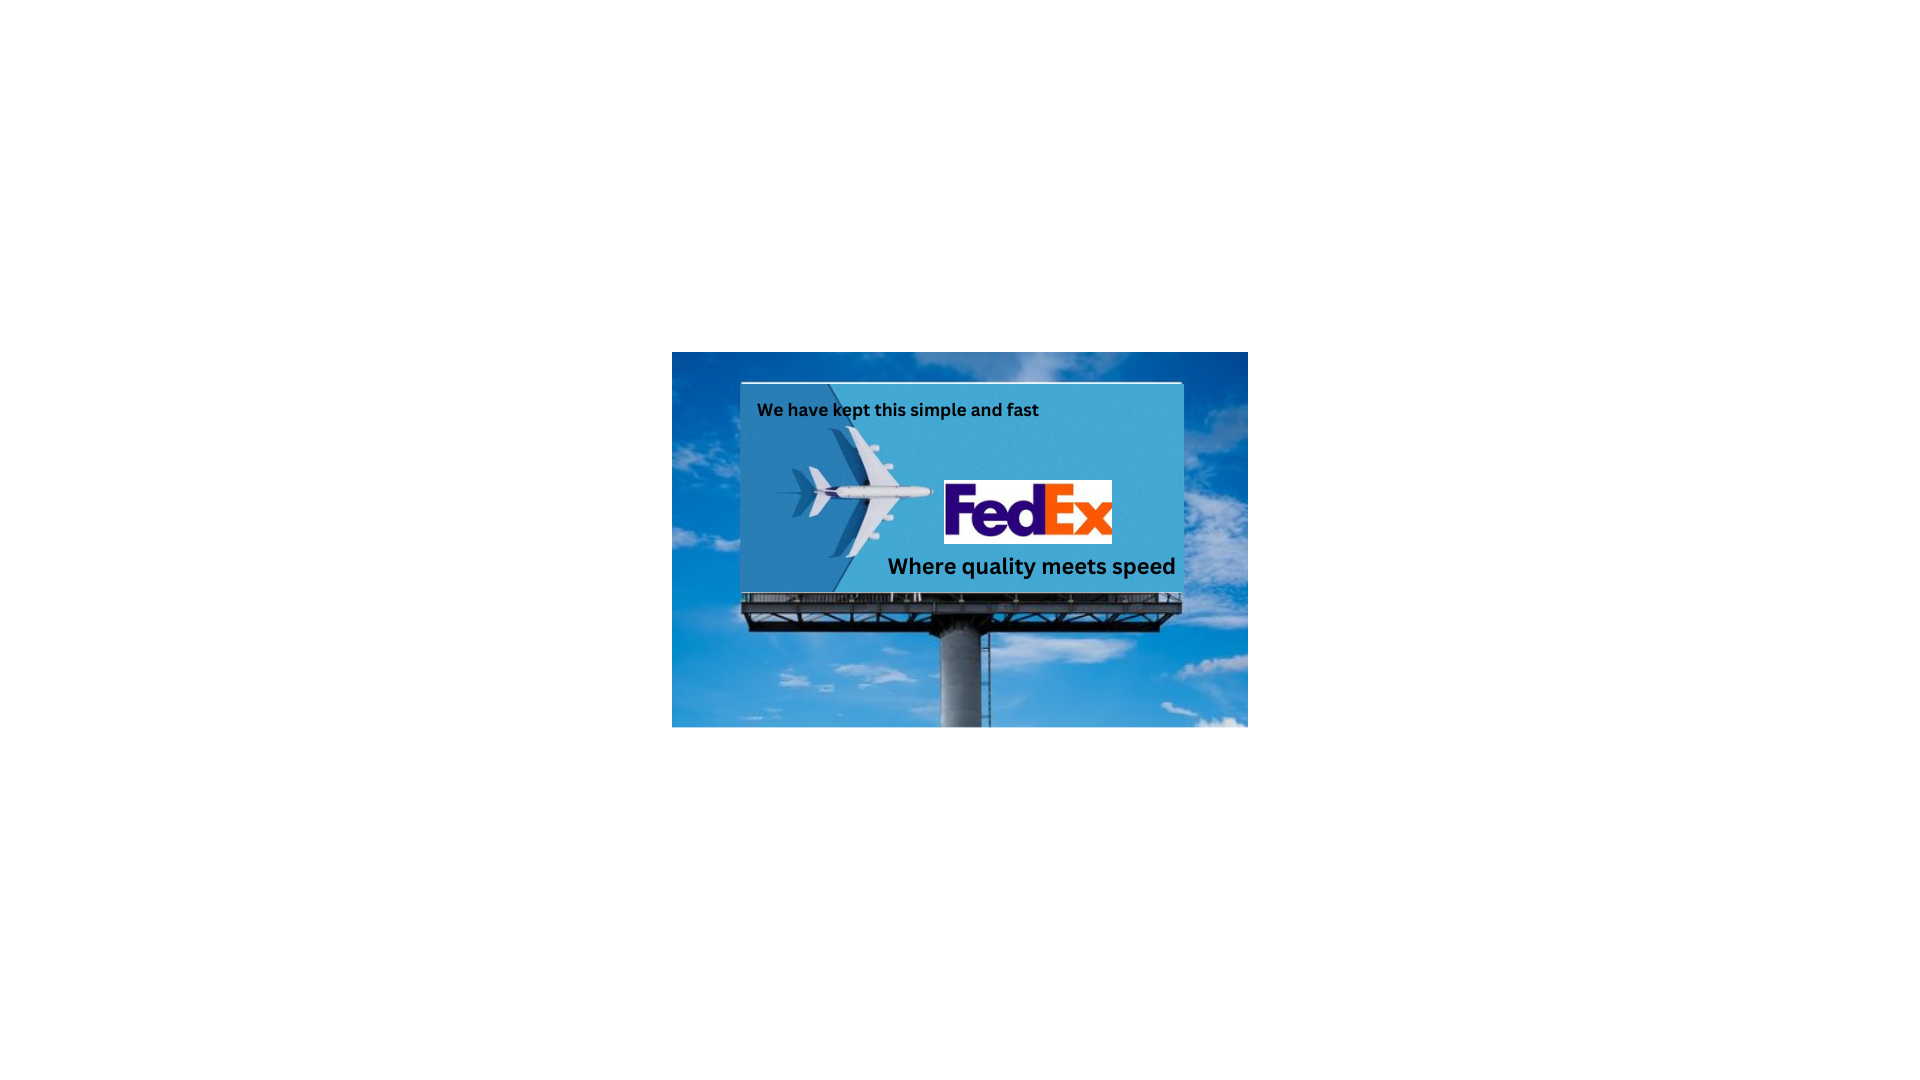 We have kept this simple and fast
FedEx
Where quality meets speed